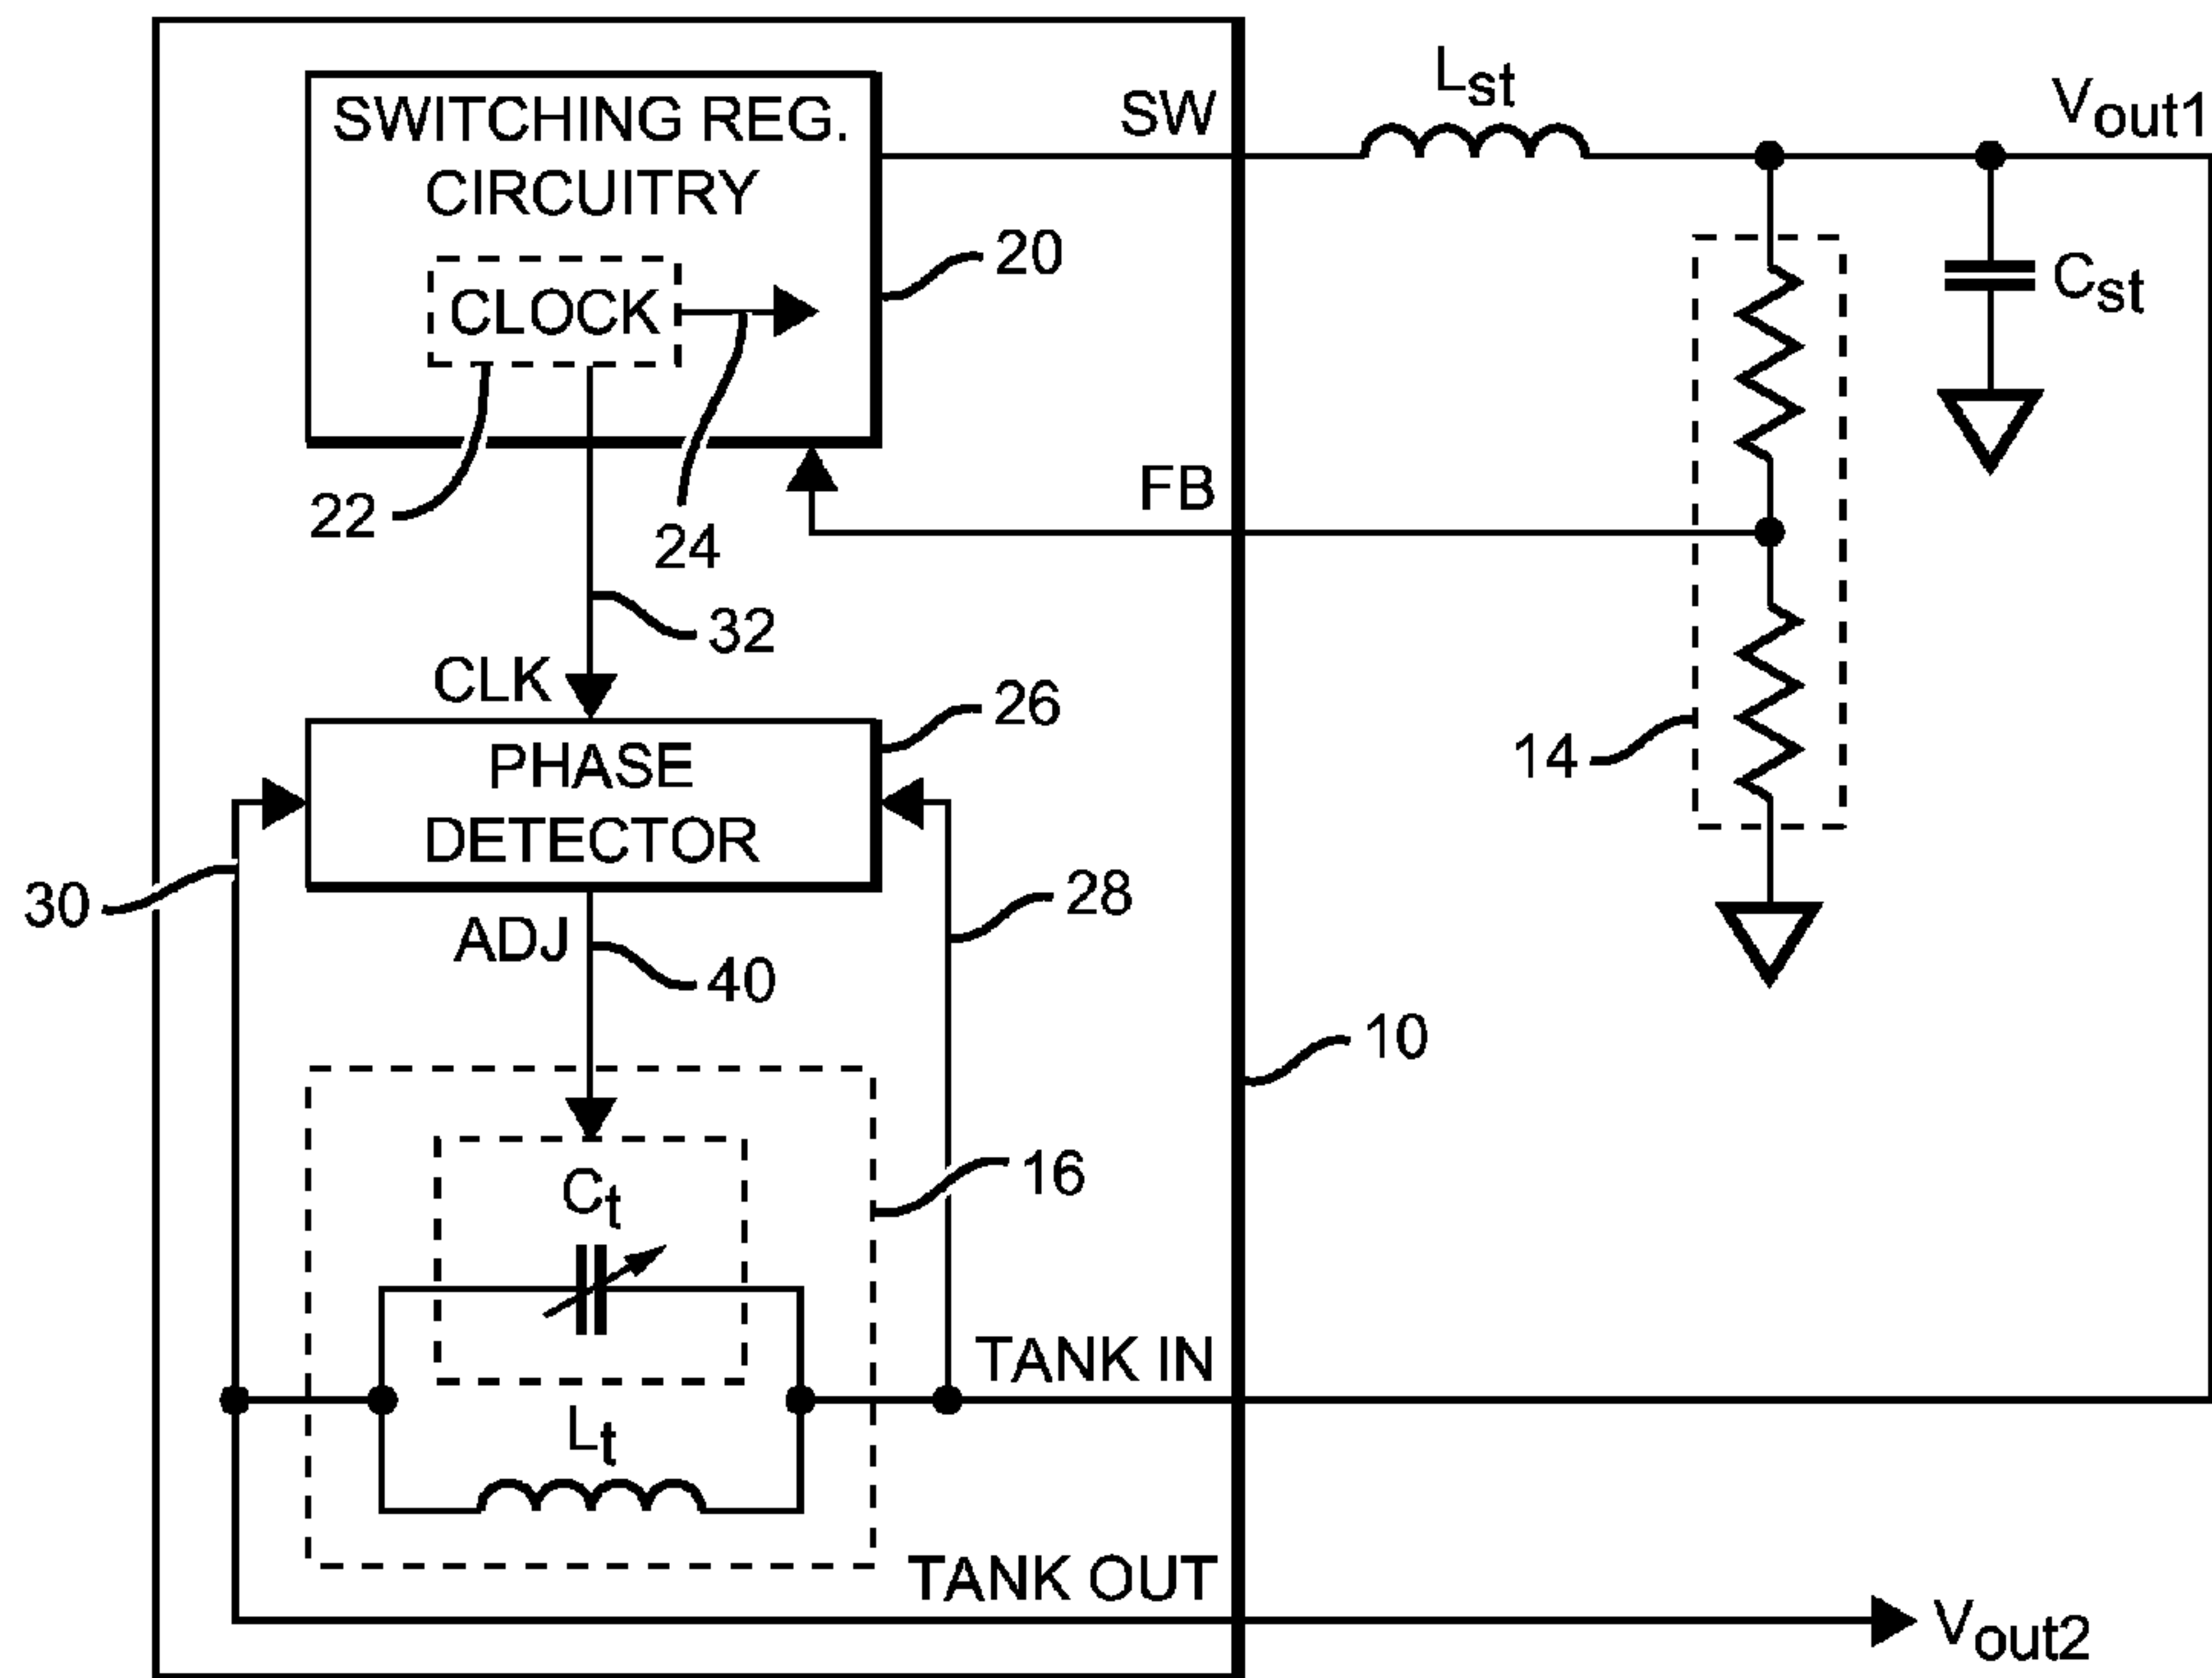 SWITCHING REG.
CIRCUITRY
CLOCK
SW
Lst
Vout1
20
Cst
22
24
FB
32
CLK
26
PHASE
DETECTOR
14
30
28
ADJ
40
10
16
Ct
TANK IN
Lt
TANK OUT
Vout2